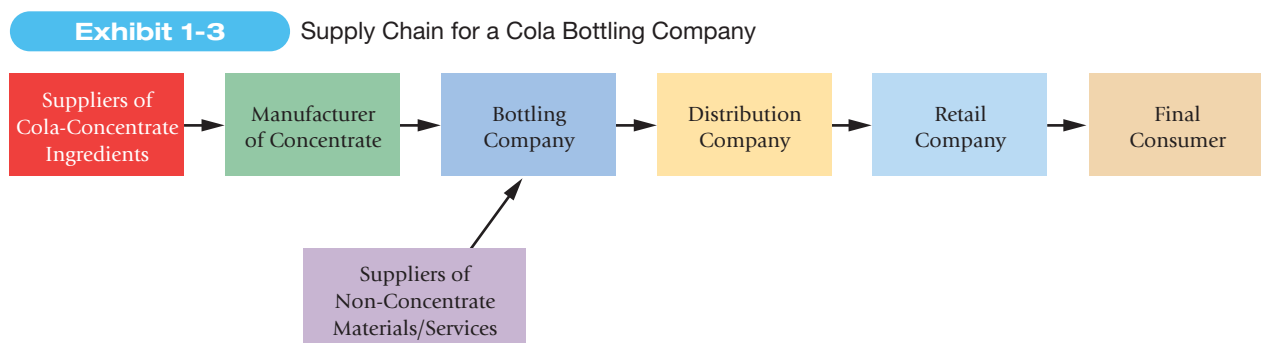 Exhibit 1-3 Supply Chain for a Cola Bottling Company
Suppliers of
Cola-Concentrate
Ingredients
Manufacturer
of Concentrate
Bottling
Company
Distribution
Company
Retail
Company
Final
Consumer
Suppliers of
Non-Concentrate
Materials/Services